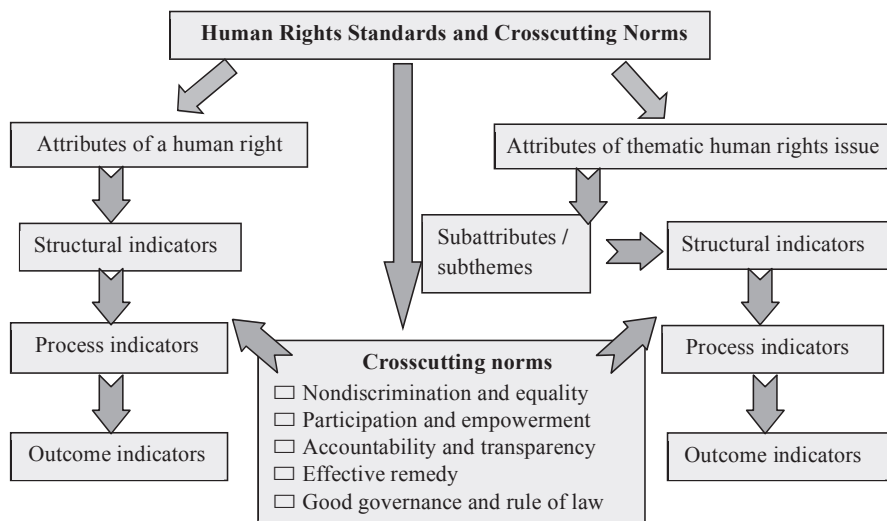 Human Rights Standards and Crosscutting Norms
Attributes of a human right
Attributes of thematic human rights issue
Structural indicators
Subattributes /
subthemes
Structural indicators
Process indicators
Process indicators
Outcome indicators
Outcome indicators
Crosscutting norms
□ Nondiscrimination and equality
□ Participation and empowerment
□ Accountability and transparency
□ Effective remedy
□ Good governance and rule of law